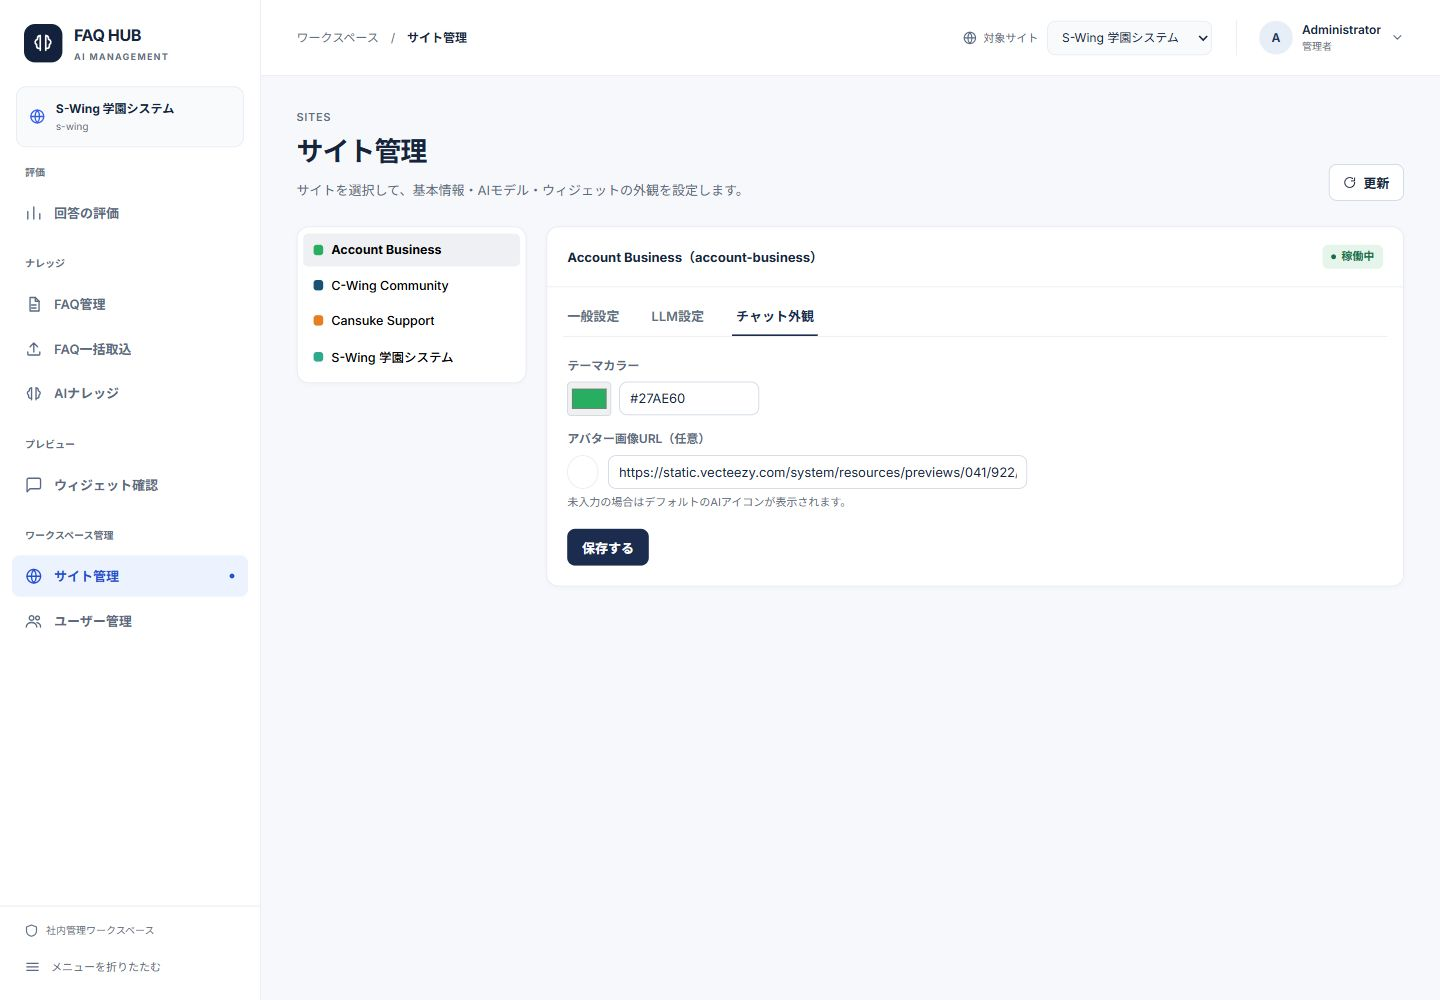 FAQ HUB
AI MANAGEMENT
S-Wing 学園システム
s-wing
評価
回答の評価
ナレッジ
FAQ管理
FAQ一括取込
AIナレッジ
プレビュー
ウィジェット確認
ワークスペース管理
サイト管理
ユーザー管理
社内管理ワークスペース
メニューを折りたたむ
ワークスペース / サイト管理
対象サイト
S-Wing 学園システム
A
Administrator
管理者
SITES
サイト管理
サイトを選択して、基本情報・AIモデル・ウィジェットの外観を設定します。
更新
Account Business
C-Wing Community
Cansuke Support
S-Wing 学園システム
Account Business（account-business）
稼働中
一般設定 LLM設定 チャット外観
テーマカラー
#27AE60
アバター画像URL（任意）
https://static.vecteezy.com/system/resources/previews/041/922/
未入力の場合はデフォルトのAIアイコンが表示されます。
保存する